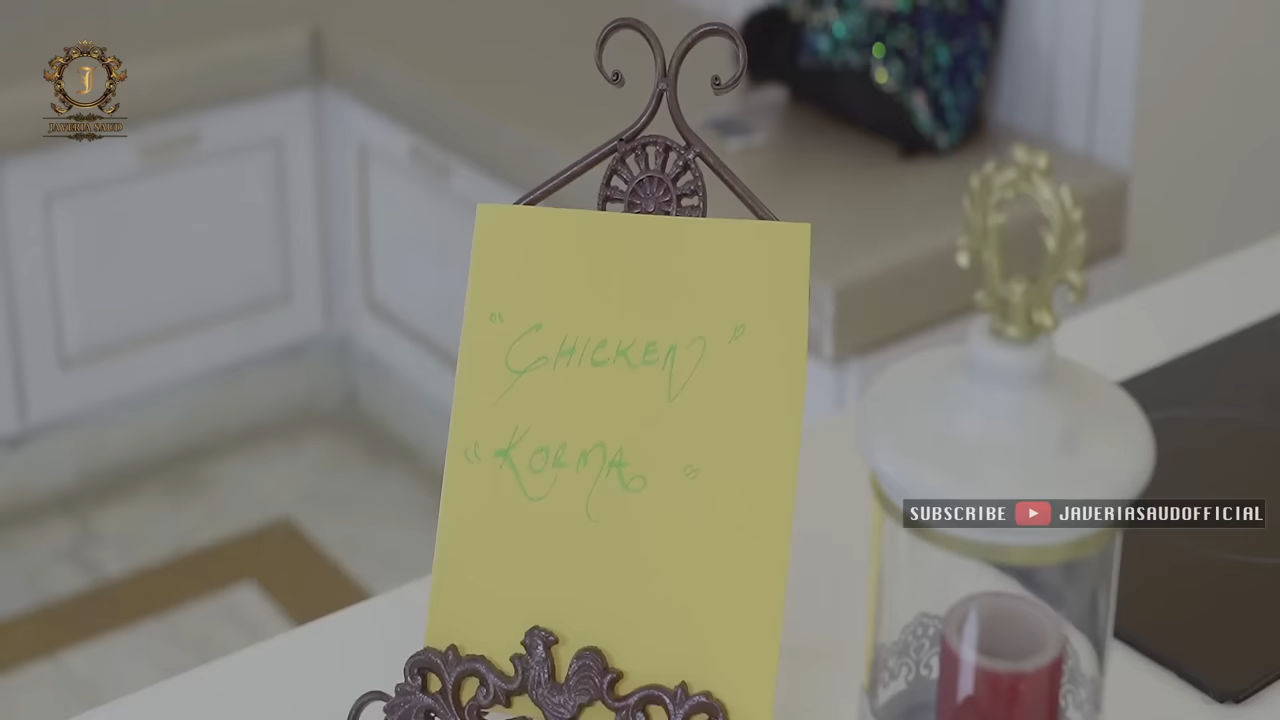 J
JAVERIA SAUD
"CHICKEN"
"KORMA"
SUBSCRIBE JAVERIASAUDOFFICIAL